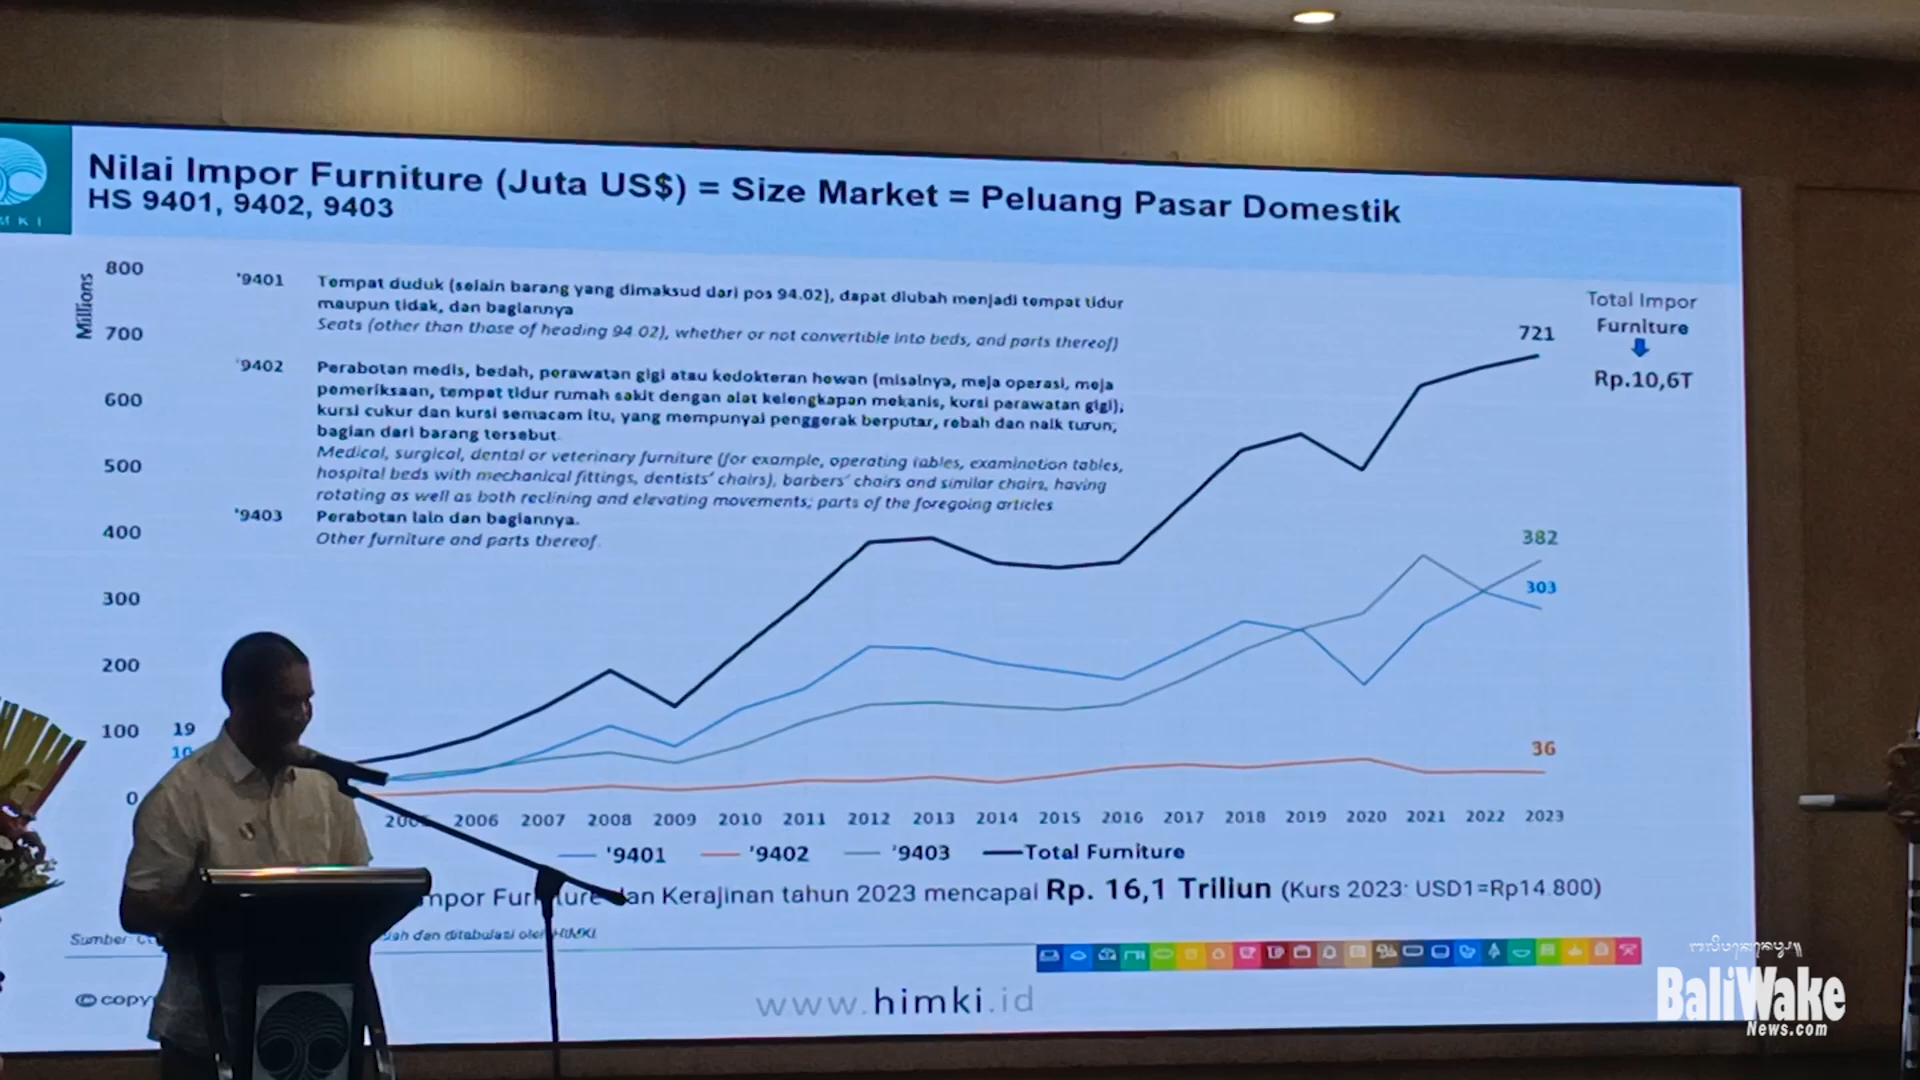 Nilai Impor Furniture (Juta US$) = Size Market = Peluang Pasar Domestik
HS 9401, 9402, 9403
M K I
Millions
800
700
600
500
400
300
200
100
0
'9401 Tempat duduk (selain barang yang dimaksud dari pos 94.02), dapat diubah menjadi tempat tidur
maupun tidak, dan bagiannya
Seats (other than those of heading 94 02), whether or not convertible into beds, and parts thereof)
'9402 Perabotan medis, bedah, perawatan gigi atau kedokteran hewan (misalnya, meja operasi, meja
pemeriksaan, tempat tidur rumah sakit dengan alat kelengkapan mekanis, kursi perawatan gigi);
kursi cukur dan kursi semacam itu, yang mempunyai penggerak berputar, rebah dan naik turun;
bagian dari barang tersebut.
Medical, surgical, dental or veterinary furniture (for example, operating tables, examination tables,
hospital beds with mechanical fittings, dentists' chairs), barbers' chairs and similar chairs, having
rotating as well as both reclining and elevating movements; parts of the foregoing articles
'9403 Perabotan lain dan bagiannya.
Other furniture and parts thereof.
721
382
303
36
19
10
Total Impor
Furniture
Rp.10,6T
2006 2007 2008 2009 2010 2011 2012 2013 2014 2015 2016 2017 2018 2019 2020 2021 2022 2023
'9401 '9402 '9403 Total Furniture
mpor Furniture dan Kerajinan tahun 2023 mencapai Rp. 16,1 Triliun (Kurs 2023: USD1=Rp14.800)
Sumber: dan ditabulasi oleh HIMKI
© copy
www.himki.id
BaliWake
News.com